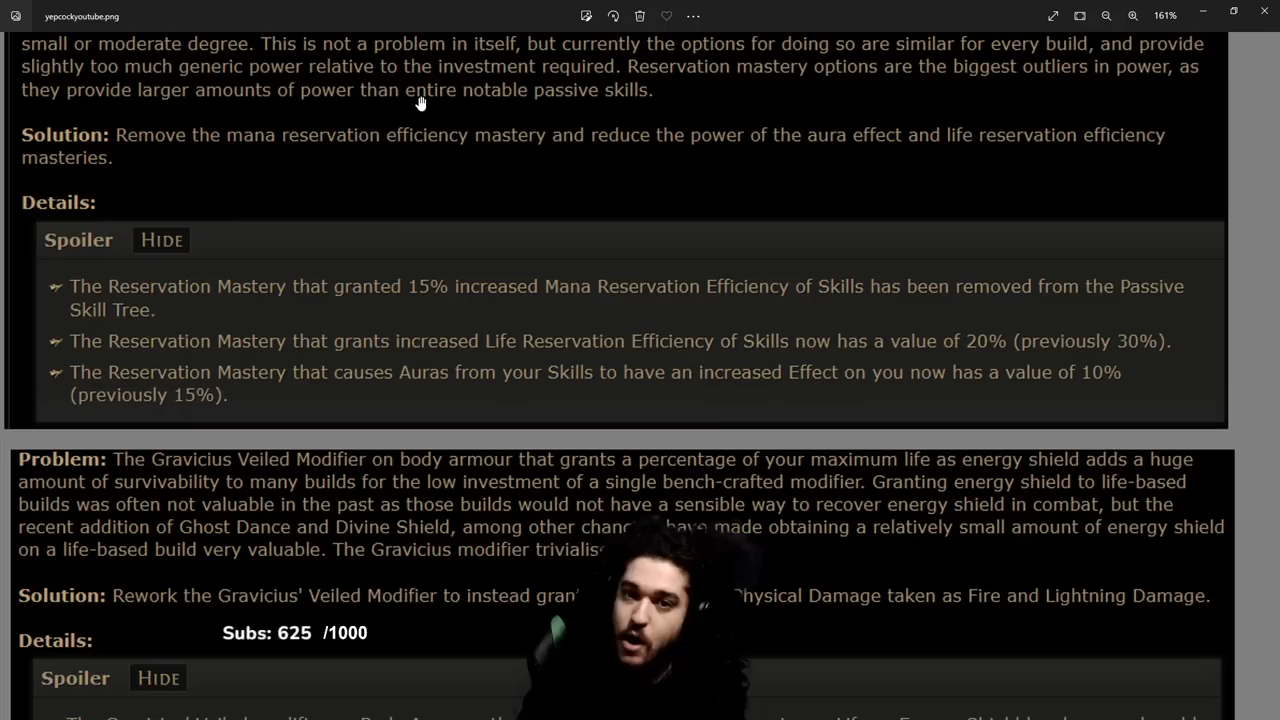 yepcockyoutube.png
161%
small or moderate degree. This is not a problem in itself, but currently the options for doing so are similar for every build, and provide
slightly too much generic power relative to the investment required. Reservation mastery options are the biggest outliers in power, as
they provide larger amounts of power than entire notable passive skills.
Solution: Remove the mana reservation efficiency mastery and reduce the power of the aura effect and life reservation efficiency
masteries.
Details:
Spoiler HIDE
The Reservation Mastery that granted 15% increased Mana Reservation Efficiency of Skills has been removed from the Passive
Skill Tree.
The Reservation Mastery that grants increased Life Reservation Efficiency of Skills now has a value of 20% (previously 30%).
The Reservation Mastery that causes Auras from your Skills to have an increased Effect on you now has a value of 10%
(previously 15%).
Problem: The Gravicius Veiled Modifier on body armour that grants a percentage of your maximum life as energy shield adds a huge
amount of survivability to many builds for the low investment of a single bench-crafted modifier. Granting energy shield to life-based
builds was often not valuable in the past as those builds would not have a sensible way to recover energy shield in combat, but the
recent addition of Ghost Dance and Divine Shield, among other have made obtaining a relatively small amount of energy shield
on a life-based build very valuable. The Gravicius modifier
Solution: Rework the Gravicius' Veiled Modifier to instead Physical Damage taken as Fire and Lightning Damage.
Subs: 625 /1000
Details:
Spoiler HIDE